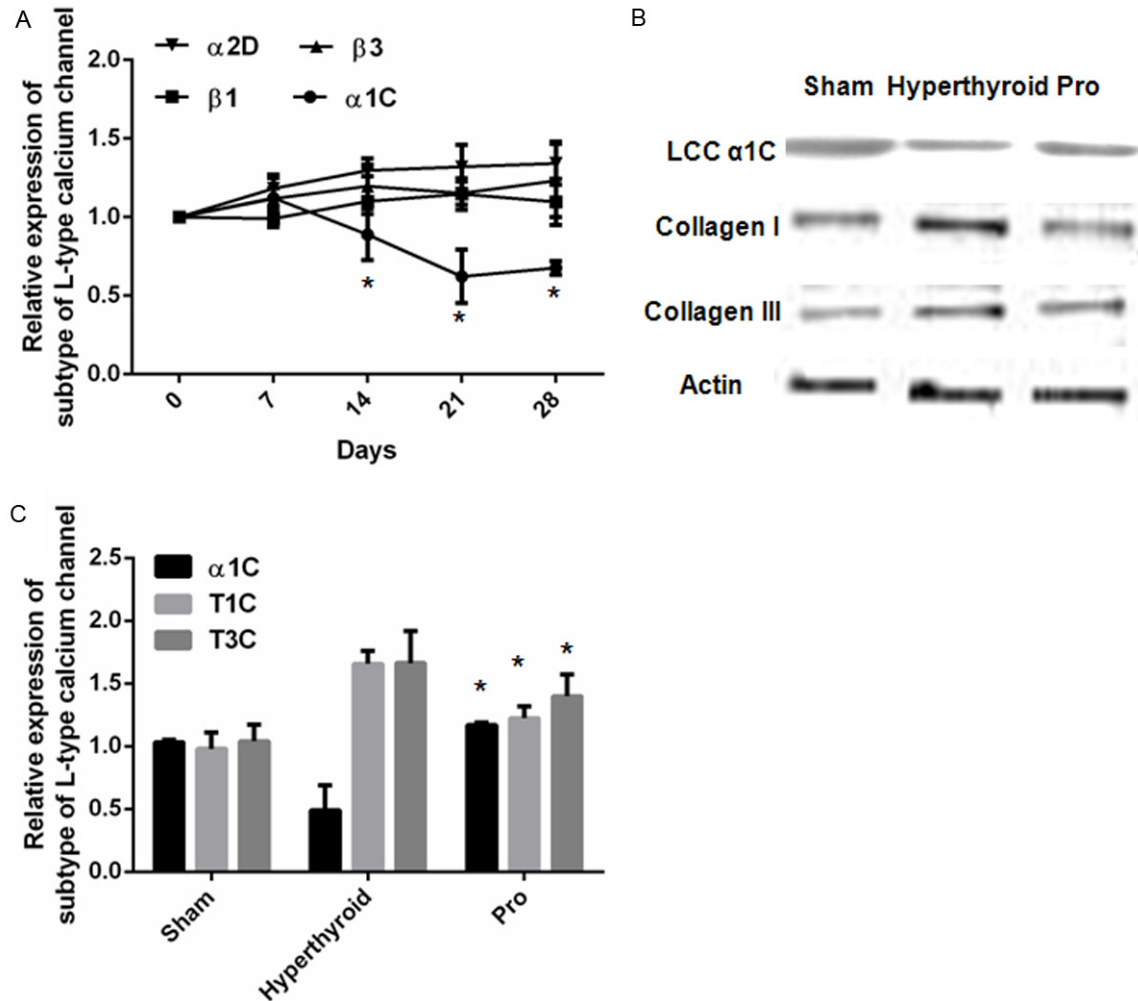 A
Relative expression of
subtype of L-type calcium channel
2.0
1.5
1.0
0.5
0.0
α2D
β3
β1
α1C
*
*
*
0
7
14
21
28
Days
B
Sham Hyperthyroid Pro
LCC α1C
Collagen I
Collagen III
Actin
C
Relative expression of
subtype of L-type calcium channel
2.5
2.0
1.5
1.0
0.5
0.0
α1C
T1C
T3C
*
*
*
Sham
Hyperthyroid
Pro